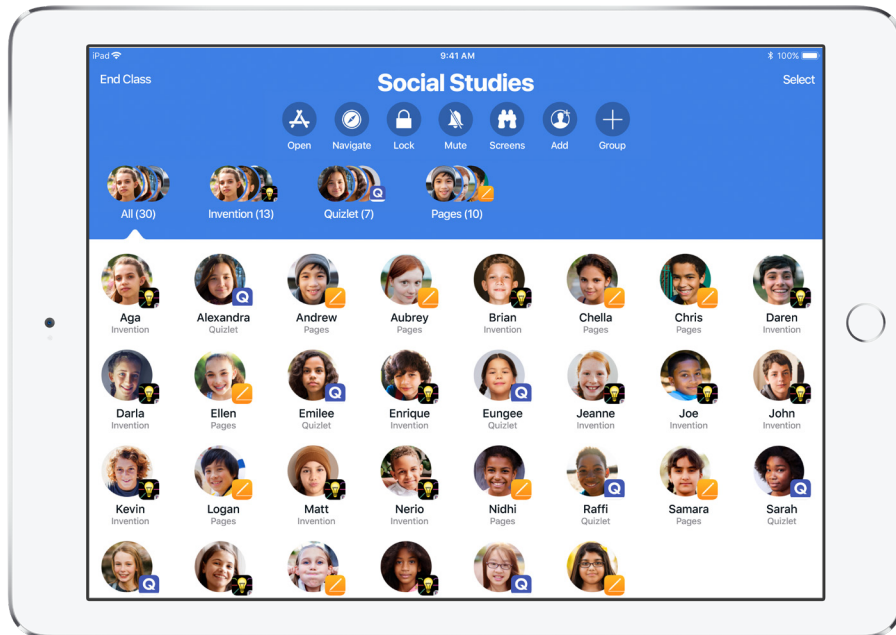 iPad 9:41 AM 100%
End Class Social Studies Select
Open Navigate Lock Mute Screens Add Group
All (30) Invention (13) Quizlet (7) Pages (10)
Aga Alexandra Andrew Aubrey Brian Chella Chris Daren
Invention Quizlet Pages Pages Invention Pages Pages Invention
Darla Ellen Emilee Enrique Eungee Jeanne Joe John
Invention Pages Quizlet Invention Quizlet Invention Invention Invention
Kevin Logan Matt Nerio Nidhi Raffi Samara Sarah
Invention Pages Invention Invention Pages Quizlet Pages Quizlet